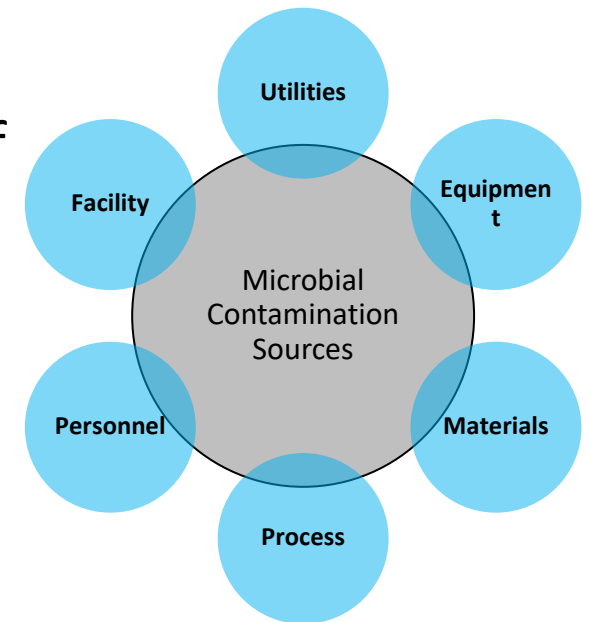 Utilities
Equipmen
t
Facility
Microbial
Contamination
Sources
Personnel
Materials
Process